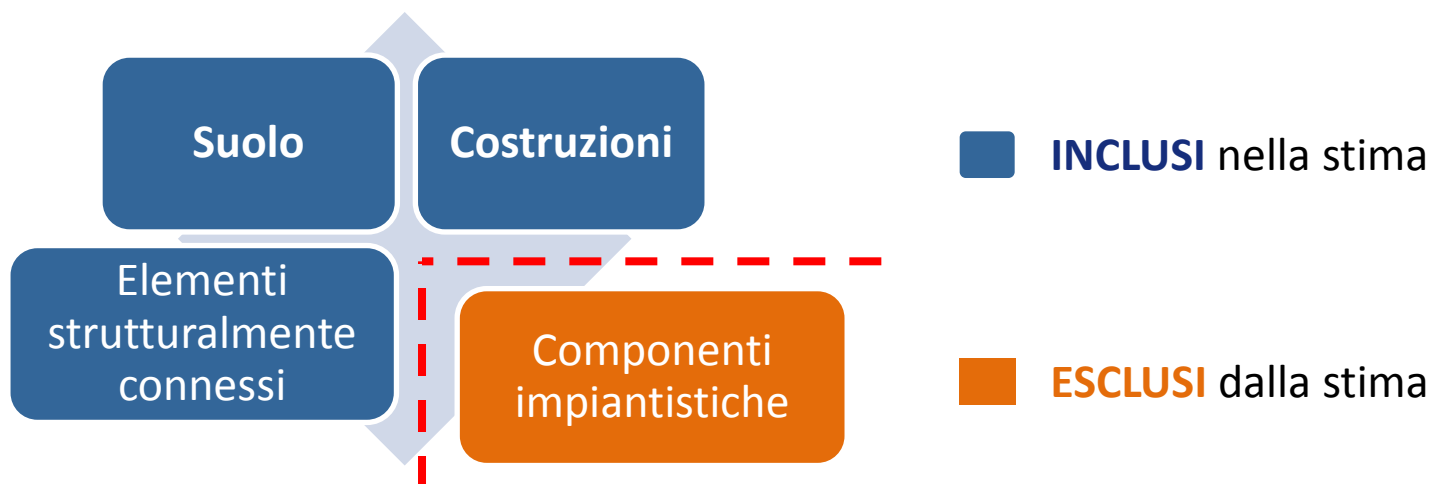 Suolo
Costruzioni
Elementi
strutturalmente
connessi
Componenti
impiantistiche
INCLUSI nella stima
ESCLUSI dalla stima